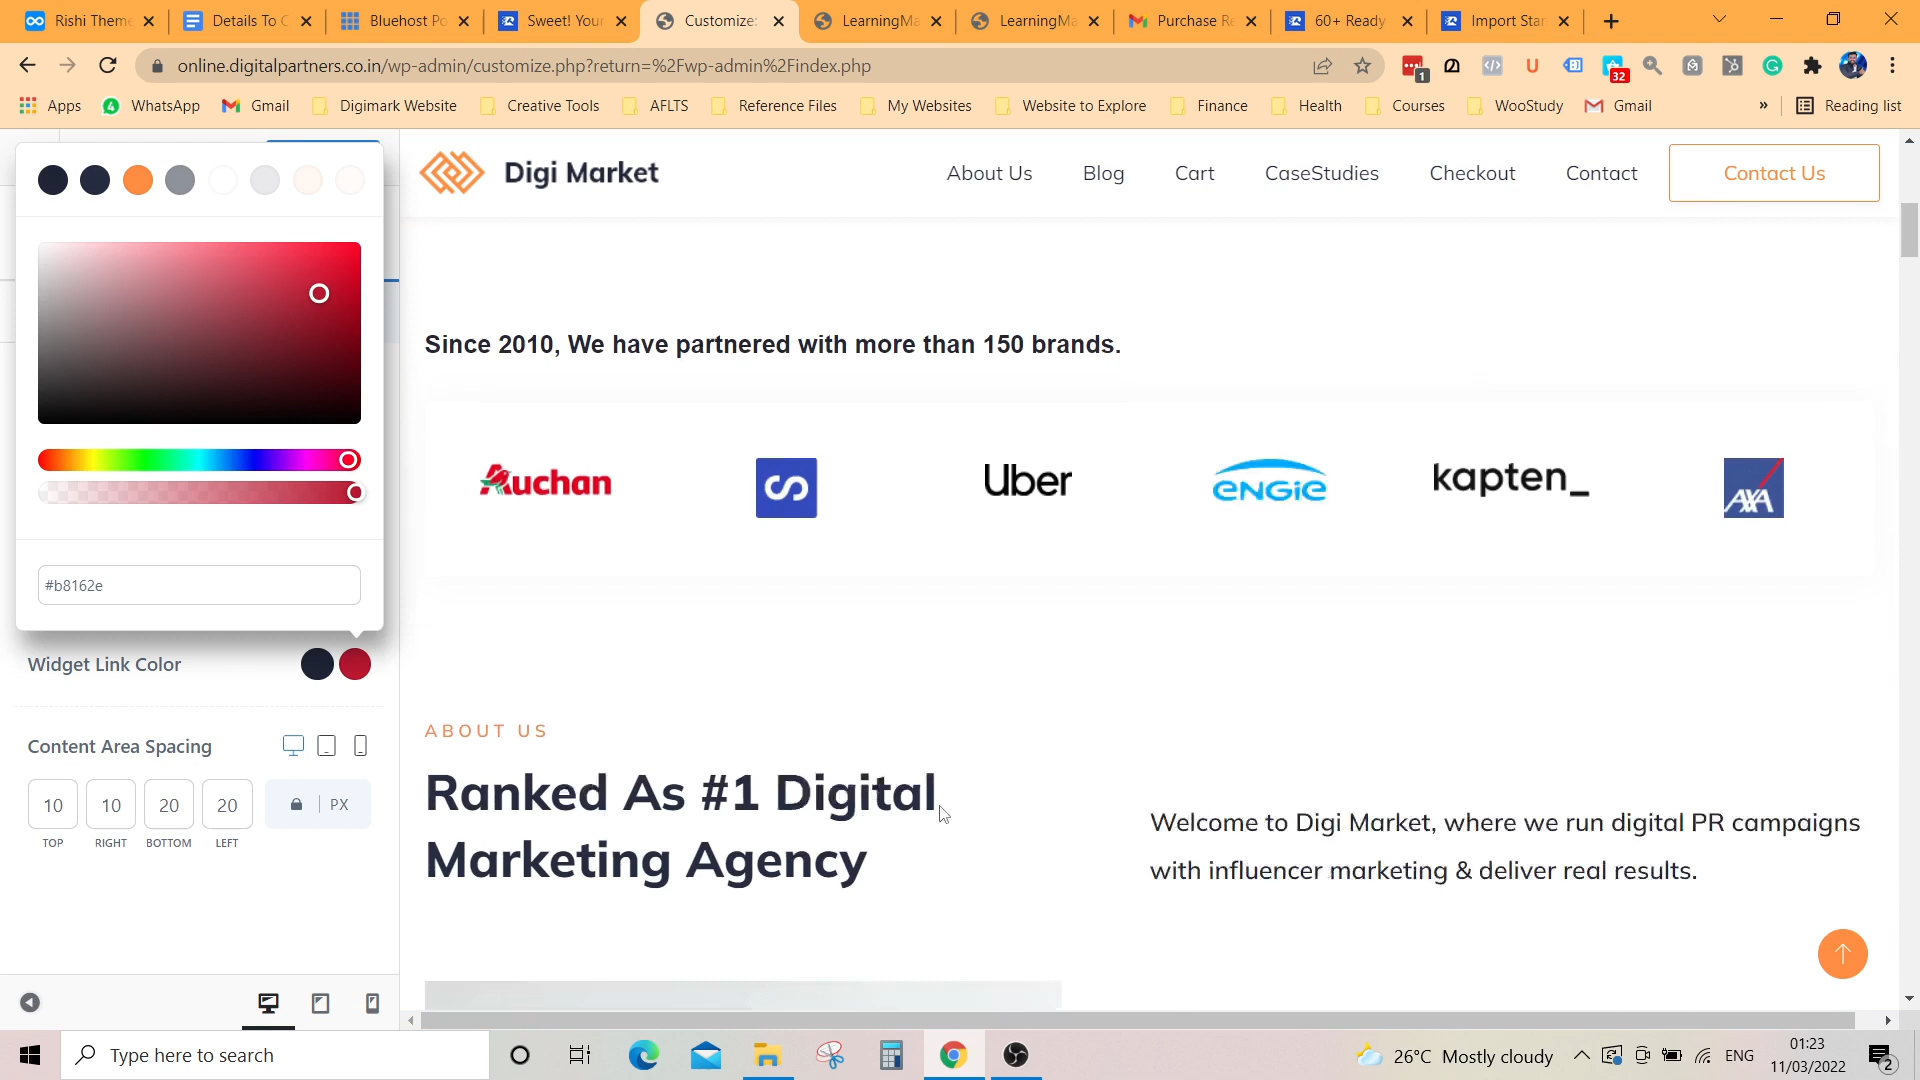 Rishi Theme
Details To C
Bluehost Po
Sweet! Your
Customize:
LearningMa
LearningMa
Purchase Re
60+ Ready
Import Star
online.digitalpartners.co.in/wp-admin/customize.php?return=%2Fwp-admin%2Findex.php
1
32
Apps
4
WhatsApp
Gmail
Digimark Website
Creative Tools
AFLTS
Reference Files
My Websites
Website to Explore
Finance
Health
Courses
WooStudy
Gmail
»
Reading list
Digi Market
About Us
Blog
Cart
CaseStudies
Checkout
Contact
Contact Us
Since 2010, We have partnered with more than 150 brands.
Auchan
Uber
ENGIE
kapten_
AXA
#b8162e
Widget Link Color
Content Area Spacing
10
10
20
20
PX
TOP
RIGHT
BOTTOM
LEFT
ABOUT US
Ranked As #1 Digital
Marketing Agency
Welcome to Digi Market, where we run digital PR campaigns
with influencer marketing & deliver real results.
Type here to search
26°C Mostly cloudy
ENG
01:23
11/03/2022
2